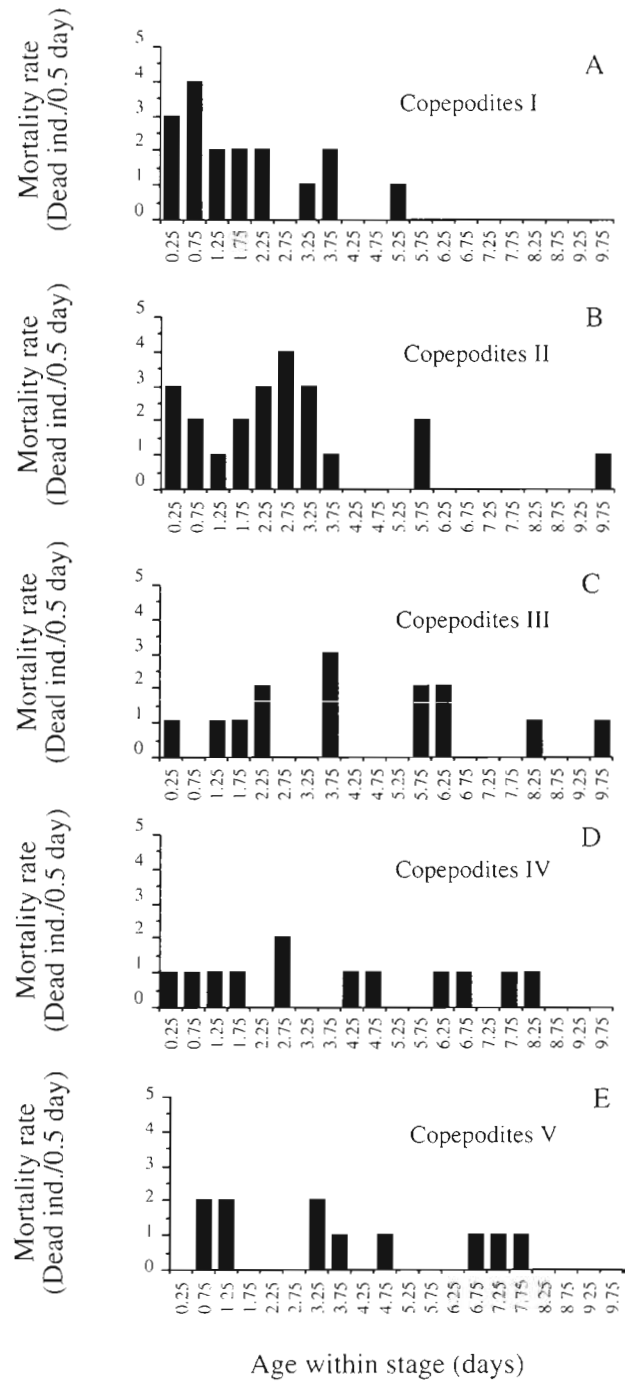 A
Copepodites I
Mortality rate
(Dead ind./0.5 day)
5
4
3
2
1
0
0.25 0.75 1.25 1.75 2.25 2.75 3.25 3.75 4.25 4.75 5.25 5.75 6.25 6.75 7.25 7.75 8.25 8.75 9.25 9.75
B
Copepodites II
Mortality rate
(Dead ind./0.5 day)
5
4
3
2
1
0
0.25 0.75 1.25 1.75 2.25 2.75 3.25 3.75 4.25 4.75 5.25 5.75 6.25 6.75 7.25 7.75 8.25 8.75 9.25 9.75
C
Copepodites III
Mortality rate
(Dead ind./0.5 day)
5
4
3
2
1
0
0.25 0.75 1.25 1.75 2.25 2.75 3.25 3.75 4.25 4.75 5.25 5.75 6.25 6.75 7.25 7.75 8.25 8.75 9.25 9.75
D
Copepodites IV
Mortality rate
(Dead ind./0.5 day)
5
4
3
2
1
0
0.25 0.75 1.25 1.75 2.25 2.75 3.25 3.75 4.25 4.75 5.25 5.75 6.25 6.75 7.25 7.75 8.25 8.75 9.25 9.75
E
Copepodites V
Mortality rate
(Dead ind./0.5 day)
5
4
3
2
1
0
0.25 0.75 1.25 1.75 2.25 2.75 3.25 3.75 4.25 4.75 5.25 5.75 6.25 6.75 7.25 7.75 8.25 8.75 9.25 9.75
Age within stage (days)